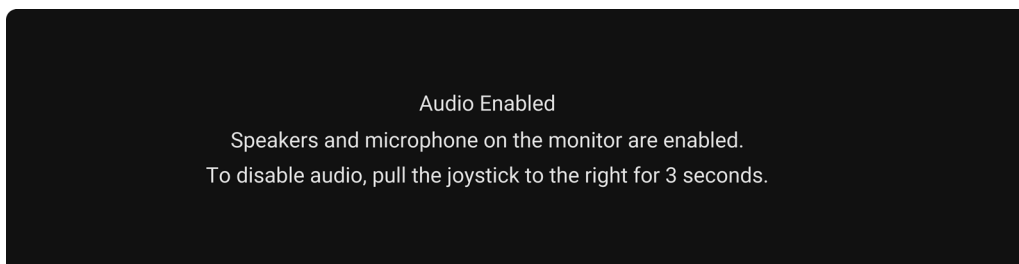 Audio Enabled
Speakers and microphone on the monitor are enabled.
To disable audio, pull the joystick to the right for 3 seconds.